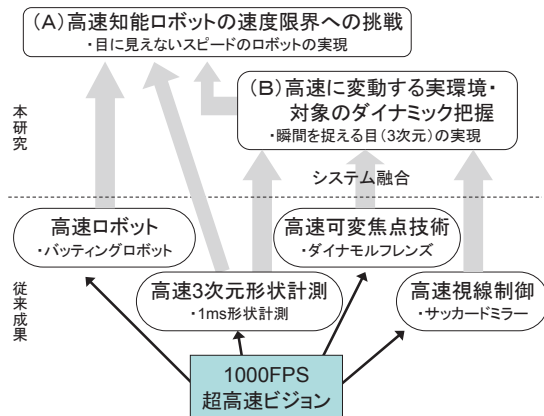 (A)高速知能ロボットの速度限界への挑戦
・目に見えないスピードのロボットの実現
(B)高速に変動する実環境・
対象のダイナミック把握
・瞬間を捉える目(3次元)の実現
本研究
システム融合
高速ロボット
・バッティングロボット
高速可変焦点技術
・ダイナモルフレンズ
高速3次元形状計測
・1ms形状計測
高速視線制御
・サッカードミラー
従来成果
1000FPS
超高速ビジョン